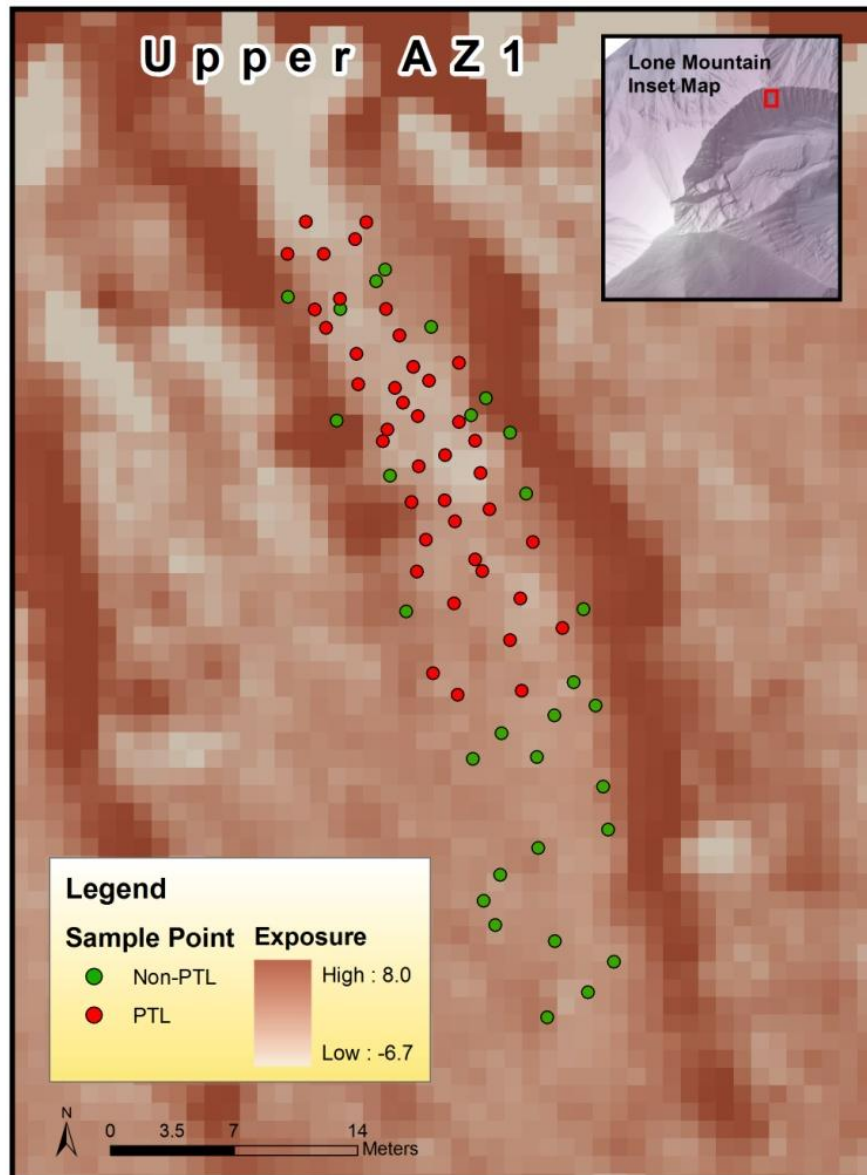 Upper AZ1
Lone Mountain
Inset Map
Legend
Sample Point Exposure
Non-PTL
PTL
High : 8.0
Low : -6.7
N
0 3.5 7 14
Meters